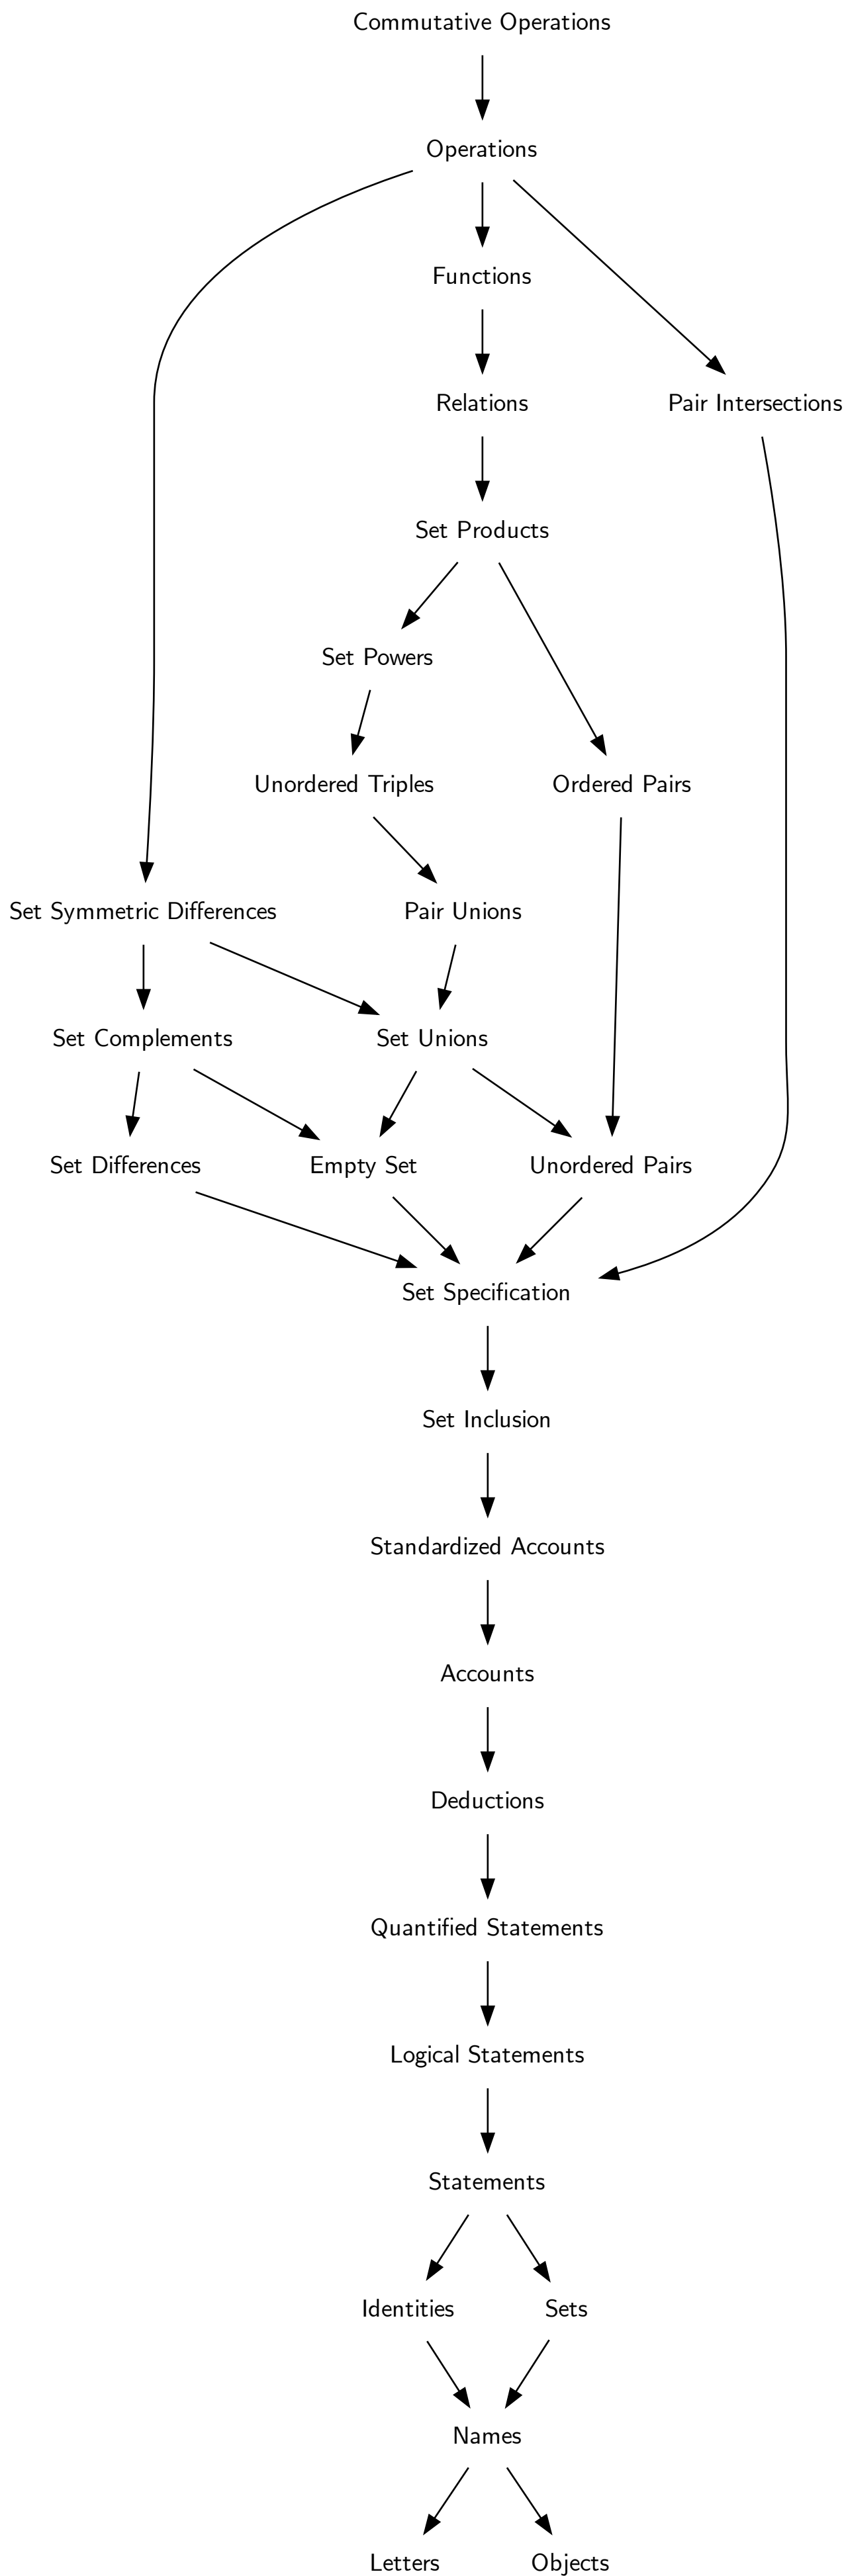 Commutative Operations
Operations
Functions
Relations
Pair Intersections
Set Products
Set Powers
Unordered Triples
Ordered Pairs
Set Symmetric Differences
Pair Unions
Set Complements
Set Unions
Set Differences
Empty Set
Unordered Pairs
Set Specification
Set Inclusion
Standardized Accounts
Accounts
Deductions
Quantified Statements
Logical Statements
Statements
Identities
Sets
Names
Letters
Objects